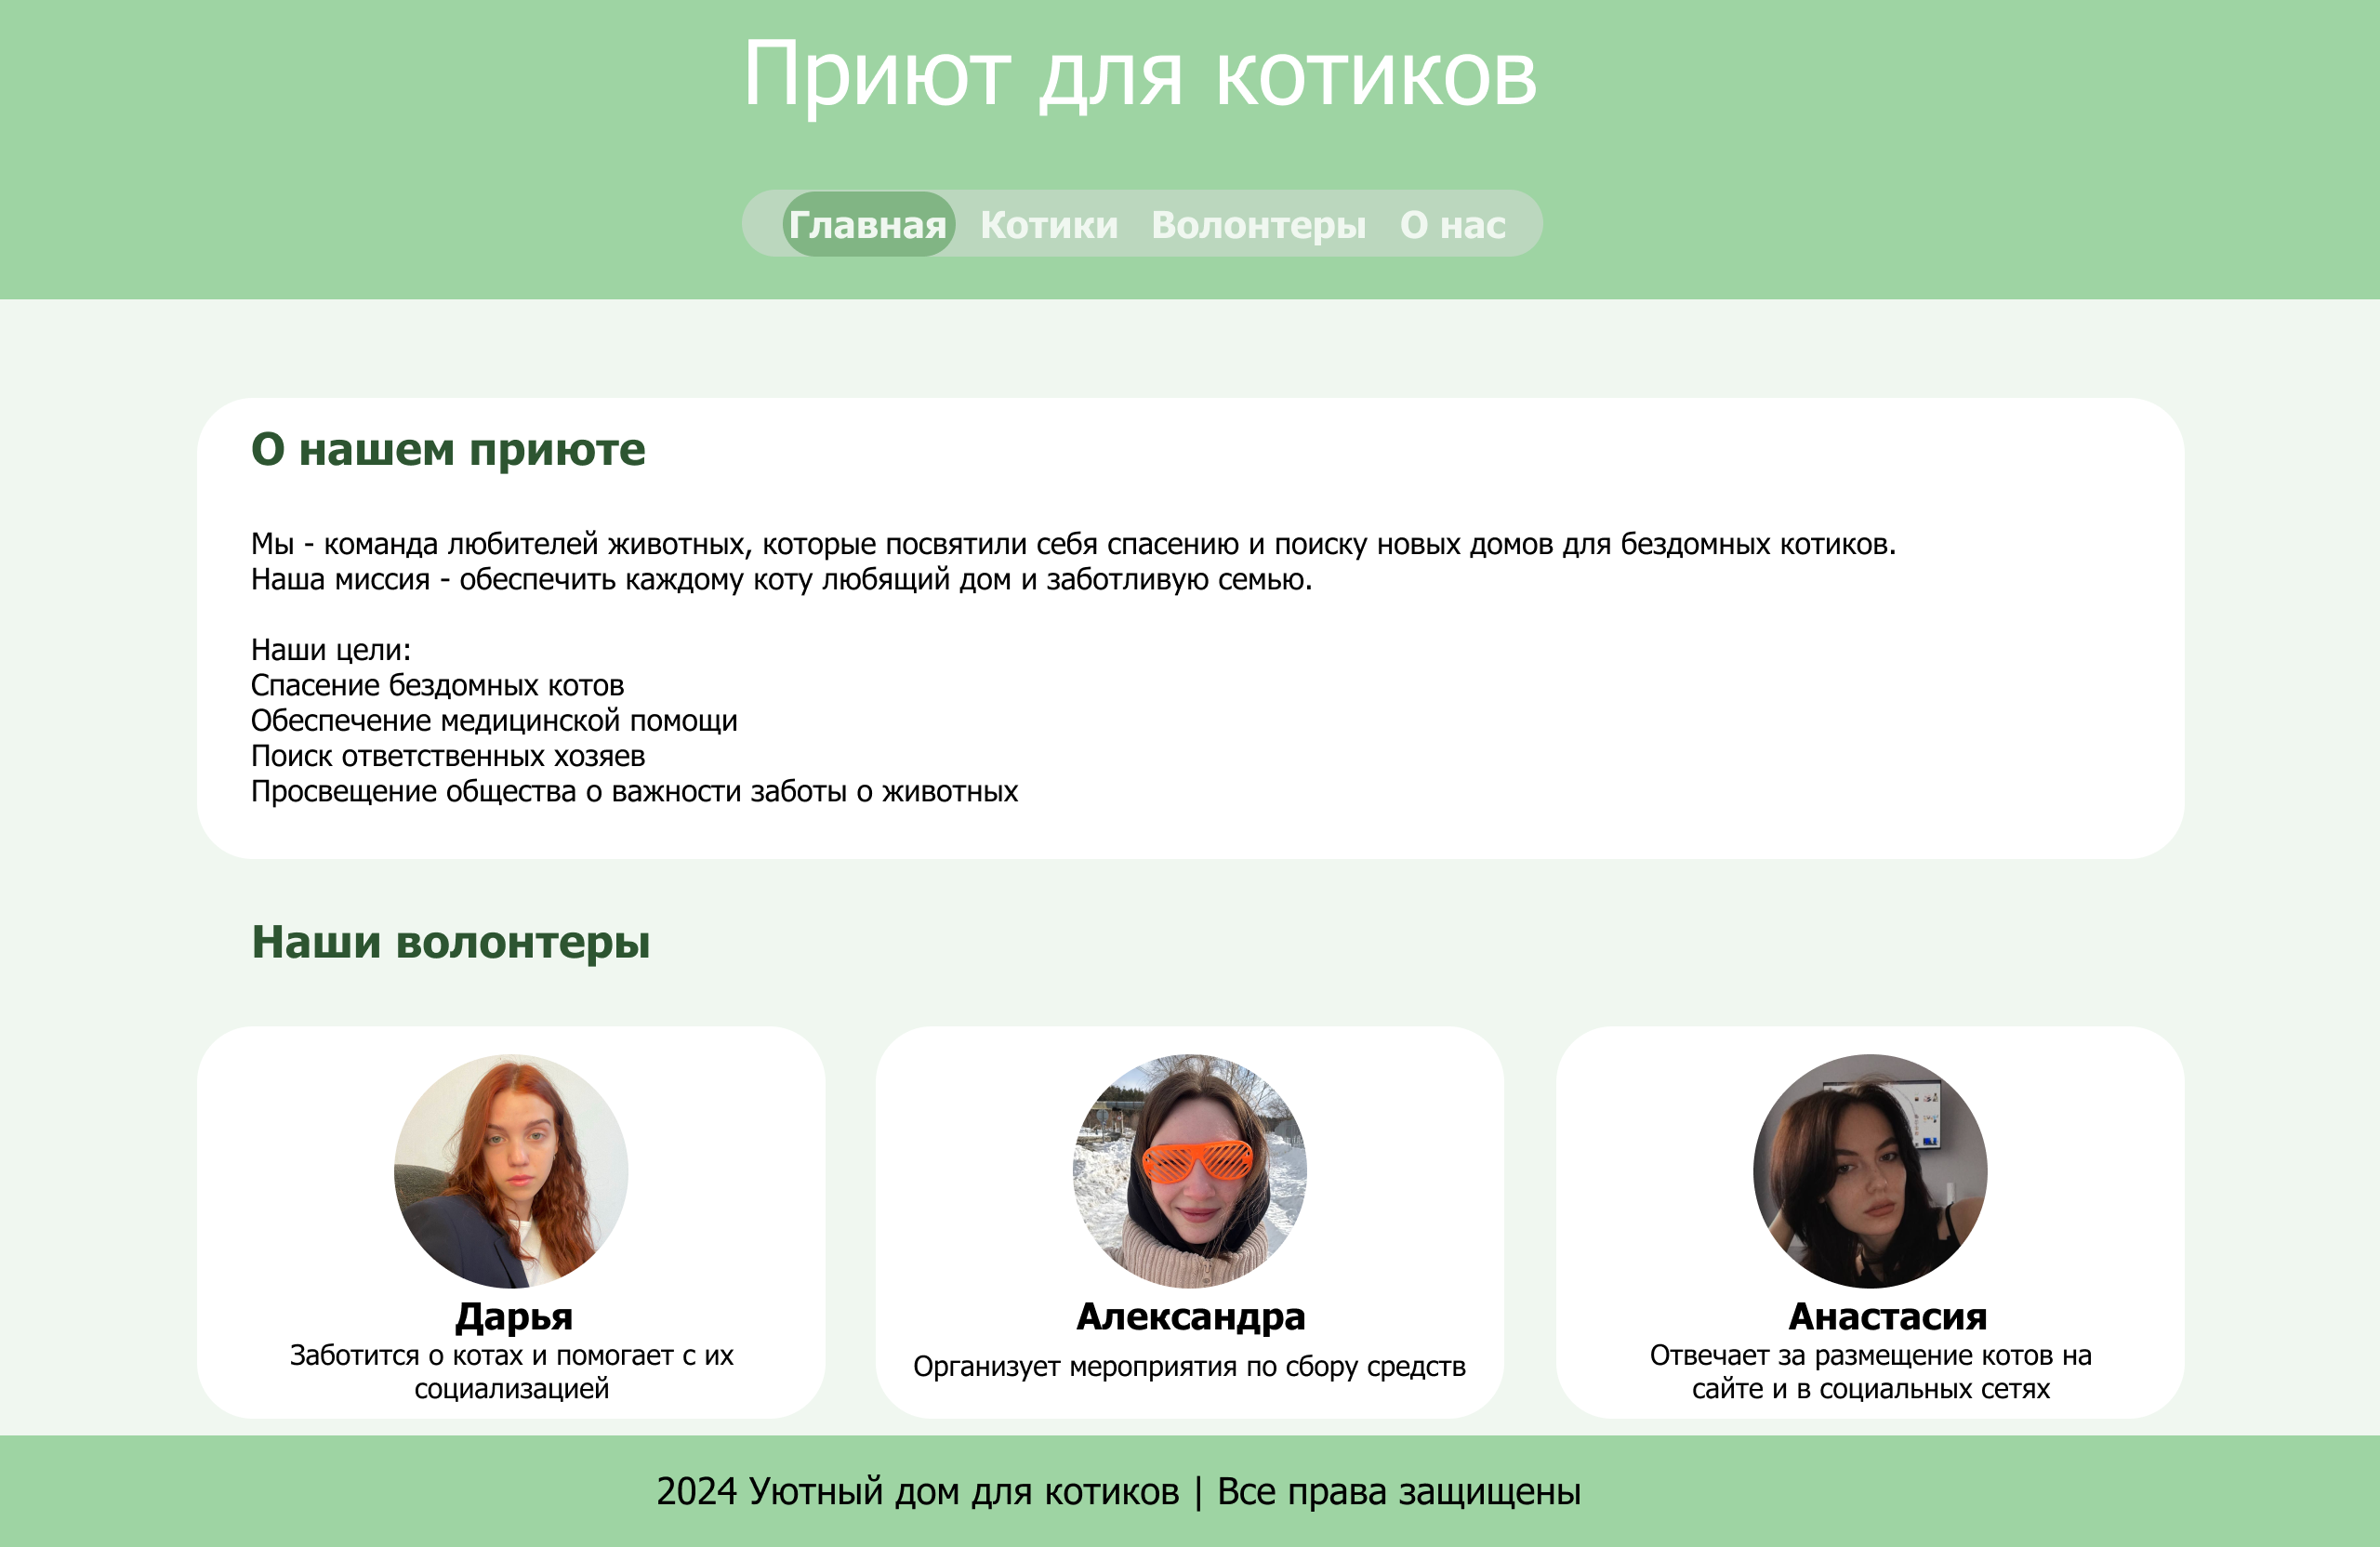 Приют для котиков
Главная Котики Волонтеры О нас
О нашем приюте
Мы - команда любителей животных, которые посвятили себя спасению и поиску новых домов для бездомных котиков.
Наша миссия - обеспечить каждому коту любящий дом и заботливую семью.
Наши цели:
Спасение бездомных котов
Обеспечение медицинской помощи
Поиск ответственных хозяев
Просвещение общества о важности заботы о животных
Наши волонтеры
Дарья
Заботится о котах и помогает с их
социализацией
Александра
Организует мероприятия по сбору средств
Анастасия
Отвечает за размещение котов на
сайте и в социальных сетях
2024 Уютный дом для котиков | Все права защищены